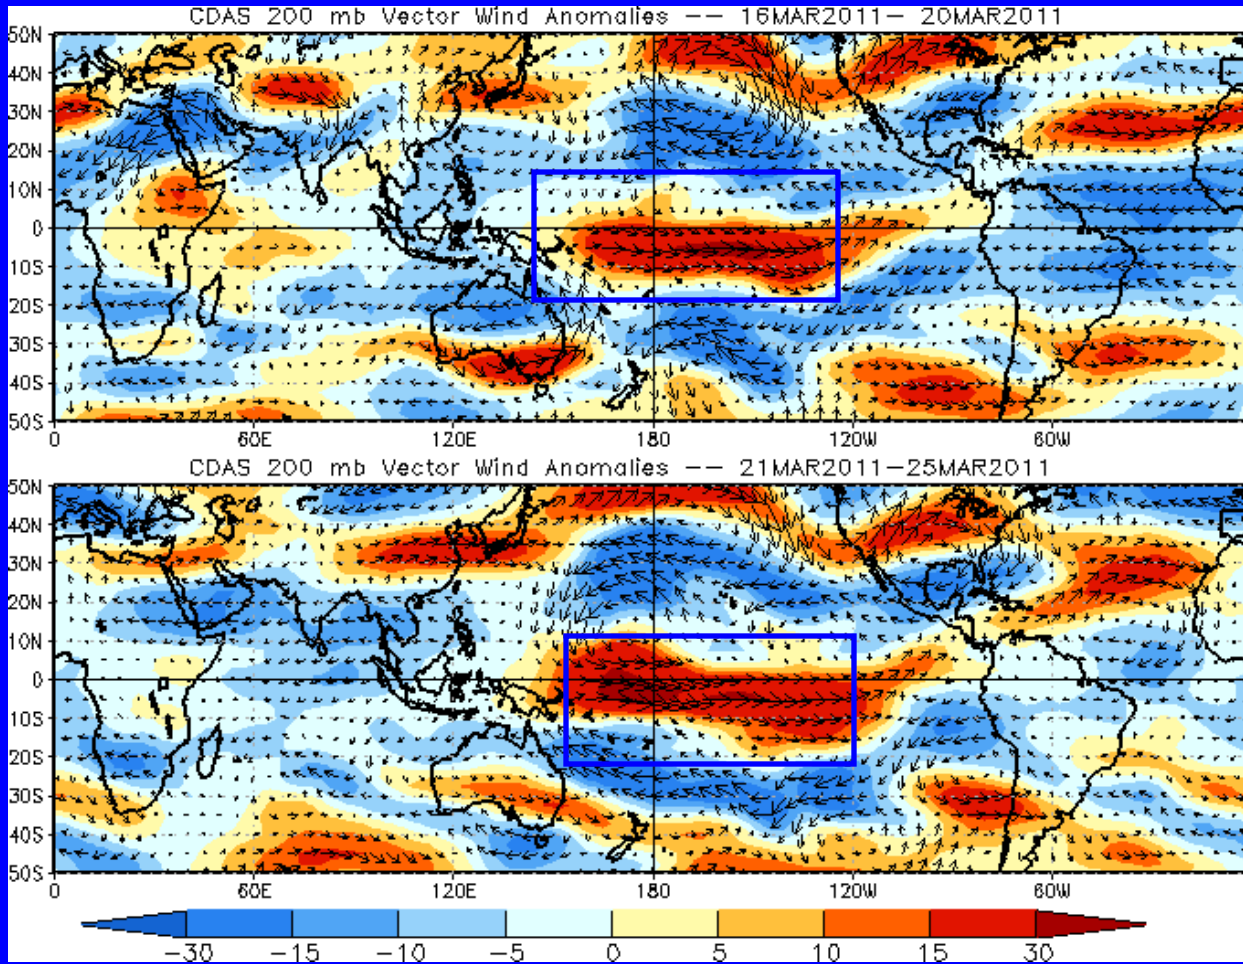 CDAS 200 mb Vector Wind Anomalies -- 16MAR2011- 20MAR2011
50N
40N
30N
20N
10N
0
10S
20S
30S
40S
50S
0 60E 120E 180 120W 60W
CDAS 200 mb Vector Wind Anomalies -- 21MAR2011-25MAR2011
50N
40N
30N
20N
10N
0
10S
20S
30S
40S
50S
0 60E 120E 180 120W 60W
-30 -15 -10 -5 0 5 10 15 30